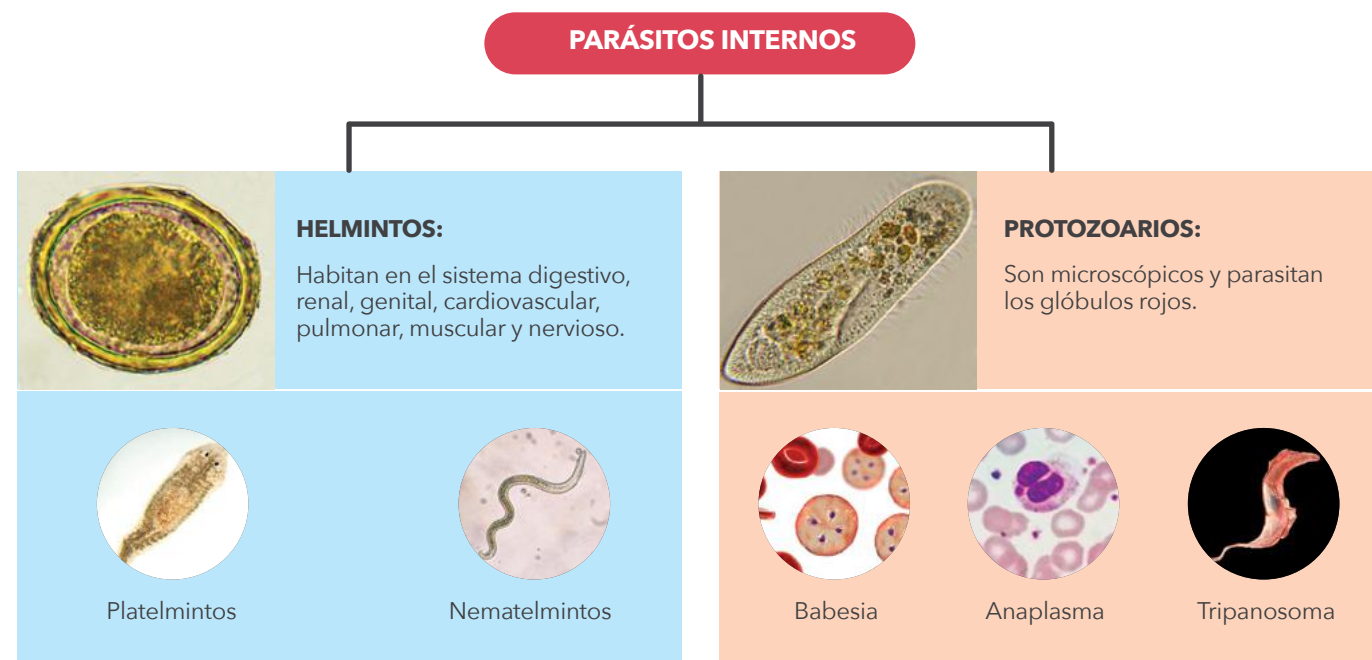 PARÁSITOS INTERNOS
HELMINTOS:
Habitan en el sistema digestivo,
renal, genital, cardiovascular,
pulmonar, muscular y nervioso.
Platelmintos
Nematelmintos
PROTOZOARIOS:
Son microscópicos y parasitan
los glóbulos rojos.
Babesia
Anaplasma
Tripanosoma